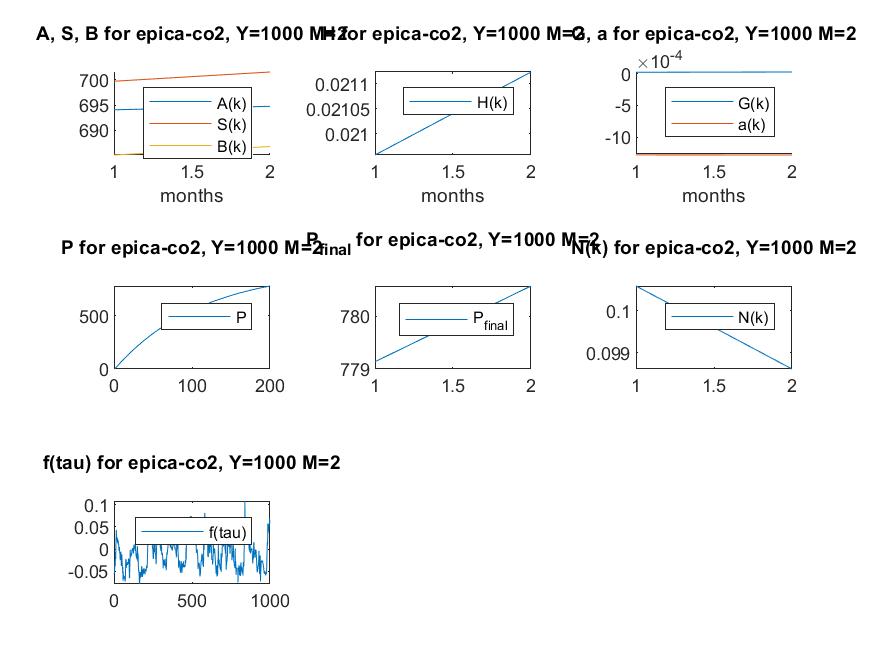 A, S, B for epica-co2, Y=1000 M=2
H for epica-co2, Y=1000 M=2
G, a for epica-co2, Y=1000 M=2
700
695
690
A(k)
S(k)
B(k)
1 1.5 2
months
0.0211
0.02105
0.021
H(k)
1 1.5 2
months
×10-4
0
-5
-10
G(k)
a(k)
1 1.5 2
months
P for epica-co2, Y=1000 M=2
Pfinal for epica-co2, Y=1000 M=2
N(k) for epica-co2, Y=1000 M=2
500
0
P
0 100 200
780
779
Pfinal
1 1.5 2
0.1
0.099
N(k)
1 1.5 2
f(tau) for epica-co2, Y=1000 M=2
0.1
0.05
0
-0.05
f(tau)
0 500 1000